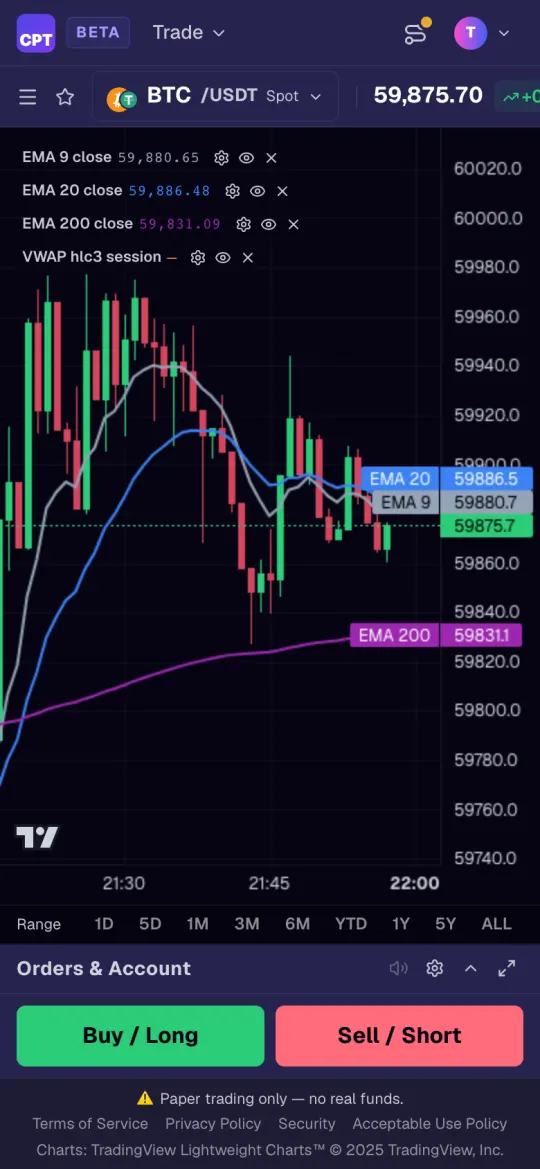 CPT BETA Trade T
BTC /USDT Spot 59,875.70 +0
EMA 9 close 59,880.65
EMA 20 close 59,886.48
EMA 200 close 59,831.09
VWAP hlc3 session –
60020.0
60000.0
59980.0
59960.0
59940.0
59920.0
59900.0
EMA 20 59886.5
EMA 9 59880.7
59875.7
59860.0
59840.0
EMA 200 59831.1
59820.0
59800.0
59780.0
59760.0
59740.0
21:30 21:45 22:00
Range 1D 5D 1M 3M 6M YTD 1Y 5Y ALL
Orders & Account
Buy / Long Sell / Short
⚠️ Paper trading only — no real funds.
Terms of Service Privacy Policy Security Acceptable Use Policy
Charts: TradingView Lightweight Charts™ © 2025 TradingView, Inc.